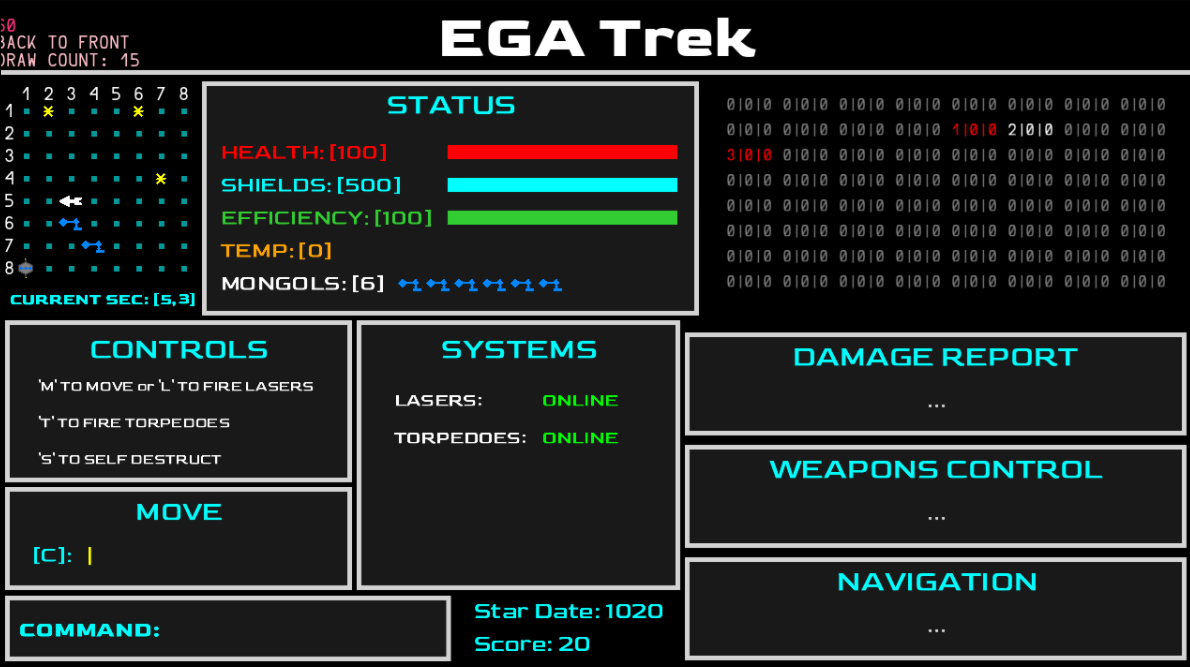 60
BACK TO FRONT
DRAW COUNT: 15
EGA Trek
1 2 3 4 5 6 7 8
1
2
3
4
5
6
7
8
CURRENT SEC: [5,3]
STATUS
HEALTH: [100]
SHIELDS: [500]
EFFICIENCY: [100]
TEMP: [0]
MONGOLS: [6]
0|0|0 0|0|0 0|0|0 0|0|0 0|0|0 0|0|0 0|0|0 0|0|0
0|0|0 0|0|0 0|0|0 0|0|0 1|0|0 2|0|0 0|0|0 0|0|0
3|0|0 0|0|0 0|0|0 0|0|0 0|0|0 0|0|0 0|0|0 0|0|0
0|0|0 0|0|0 0|0|0 0|0|0 0|0|0 0|0|0 0|0|0 0|0|0
0|0|0 0|0|0 0|0|0 0|0|0 0|0|0 0|0|0 0|0|0 0|0|0
0|0|0 0|0|0 0|0|0 0|0|0 0|0|0 0|0|0 0|0|0 0|0|0
0|0|0 0|0|0 0|0|0 0|0|0 0|0|0 0|0|0 0|0|0 0|0|0
0|0|0 0|0|0 0|0|0 0|0|0 0|0|0 0|0|0 0|0|0 0|0|0
CONTROLS
'M' TO MOVE or 'L' TO FIRE LASERS
'T' TO FIRE TORPEDOES
'S' TO SELF DESTRUCT
MOVE
[C]: |
COMMAND:
SYSTEMS
LASERS: ONLINE
TORPEDOES: ONLINE
Star Date: 1020
Score: 20
DAMAGE REPORT
...
WEAPONS CONTROL
...
NAVIGATION
...